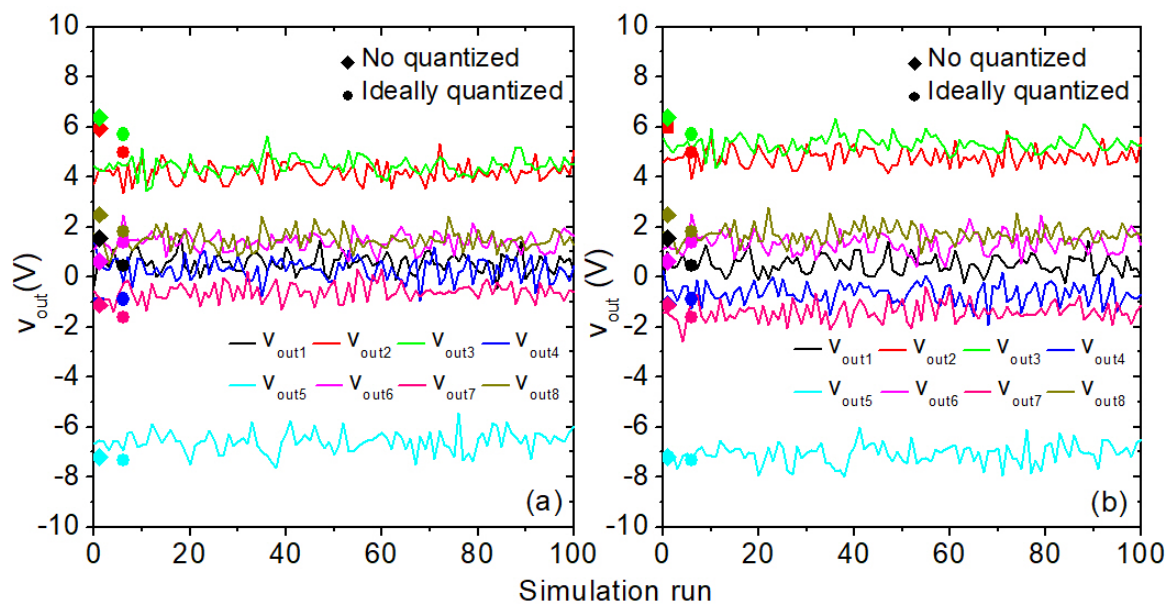 10
8
6
4
2
0
-2
-4
-6
-8
-10
v_out (V)
◆ No quantized
● Ideally quantized
V_out1 V_out2 V_out3 V_out4
V_out5 V_out6 V_out7 V_out8
(a)
0 20 40 60 80 100
10
8
6
4
2
0
-2
-4
-6
-8
-10
v_out (V)
◆ No quantized
● Ideally quantized
V_out1 V_out2 V_out3 V_out4
V_out5 V_out6 V_out7 V_out8
(b)
0 20 40 60 80 100
Simulation run